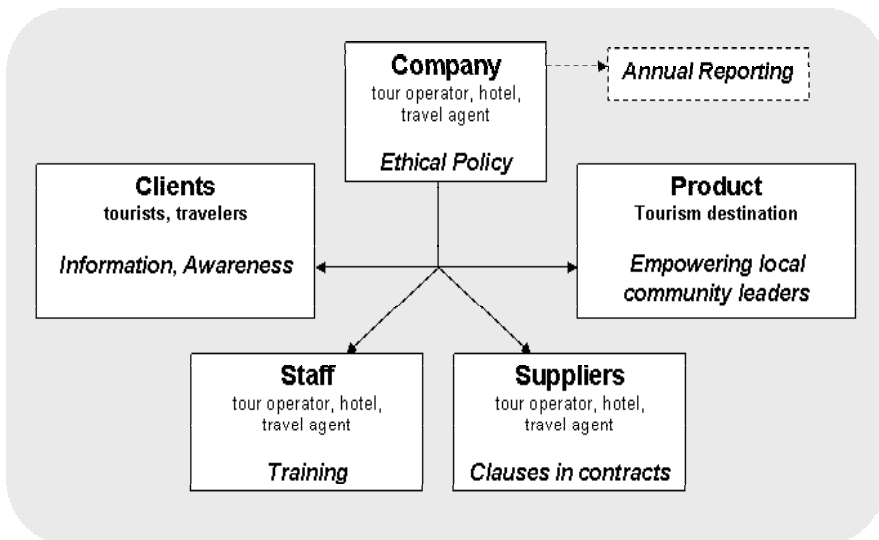 Company
tour operator, hotel,
travel agent
Ethical Policy
Annual Reporting
Clients
tourists, travelers
Information, Awareness
Product
Tourism destination
Empowering local
community leaders
Staff
tour operator, hotel,
travel agent
Training
Suppliers
tour operator, hotel,
travel agent
Clauses in contracts